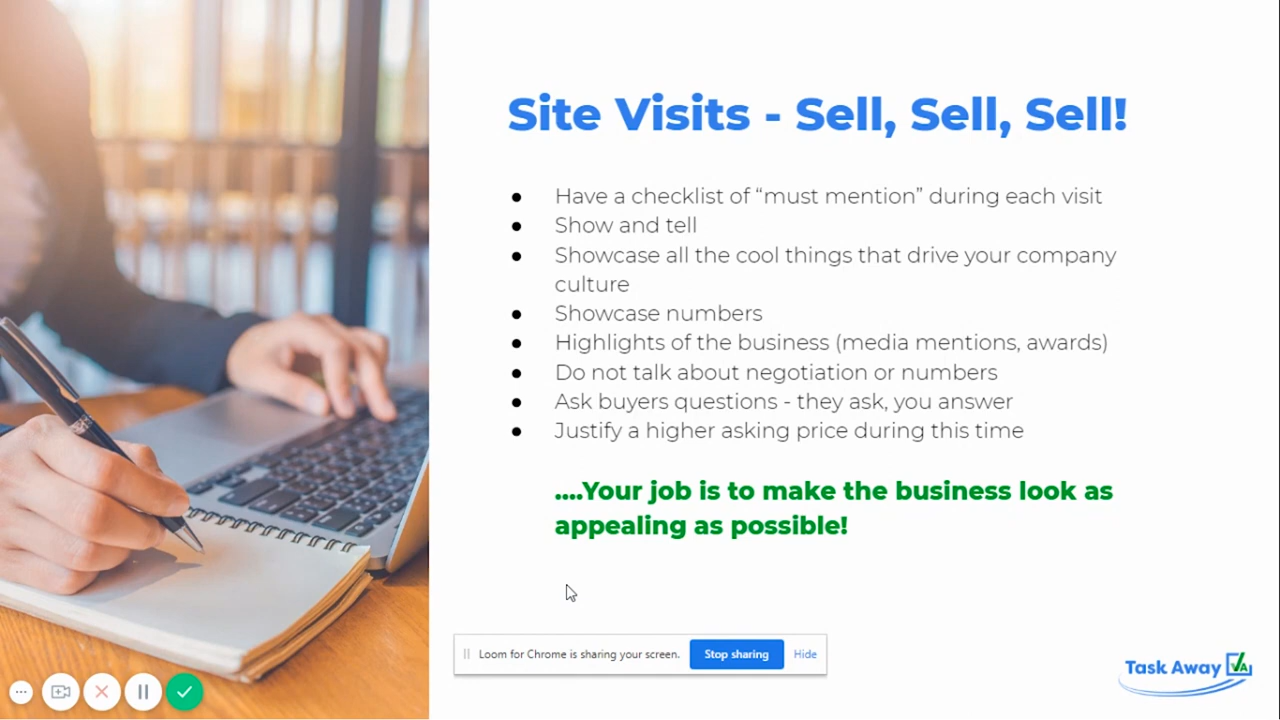 Site Visits - Sell, Sell, Sell!
● Have a checklist of “must mention” during each visit
● Show and tell
● Showcase all the cool things that drive your company
culture
● Showcase numbers
● Highlights of the business (media mentions, awards)
● Do not talk about negotiation or numbers
● Ask buyers questions - they ask, you answer
● Justify a higher asking price during this time
....Your job is to make the business look as
appealing as possible!
Loom for Chrome is sharing your screen. Stop sharing Hide
Task Away VA